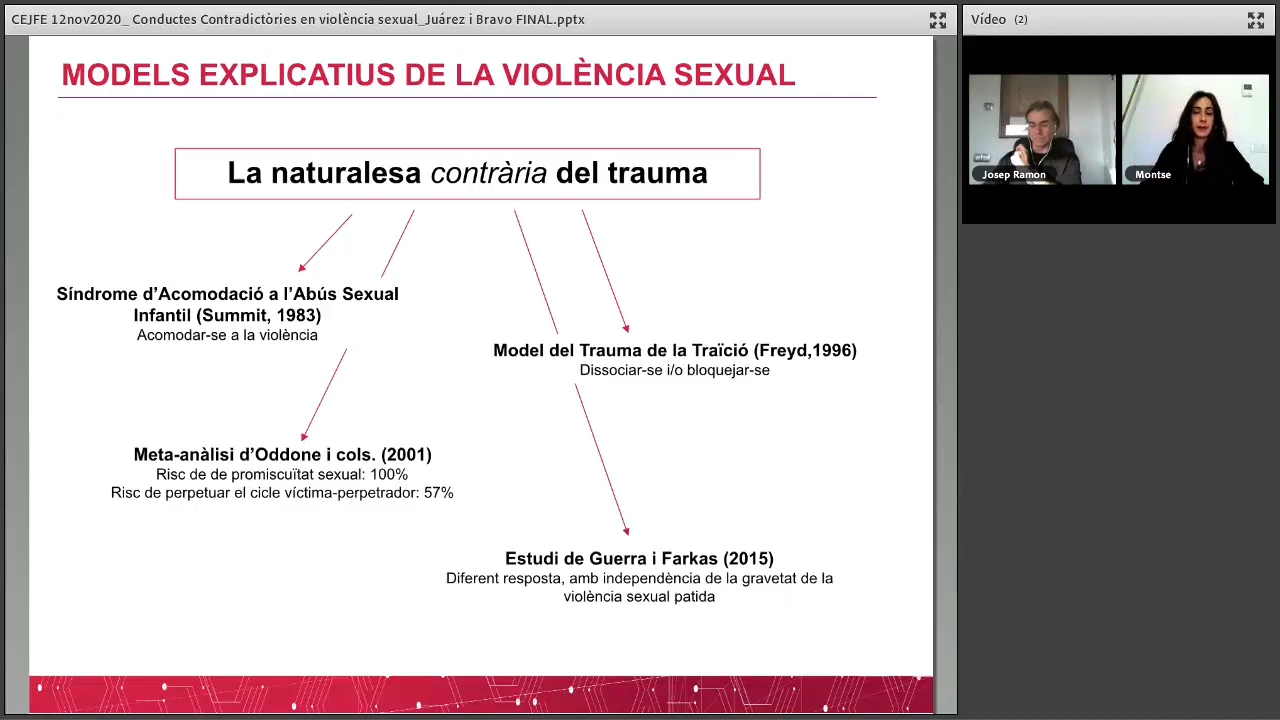 CEJFE 12nov2020_ Conductes Contradictòries en violència sexual_Juárez i Bravo FINAL.pptx
Vídeo (2)
MODELS EXPLICATIUS DE LA VIOLÈNCIA SEXUAL
La naturalesa contrària del trauma
Josep Ramon
Montse
Síndrome d’Acomodació a l’Abús Sexual
Infantil (Summit, 1983)
Acomodar-se a la violència
Model del Trauma de la Traïció (Freyd,1996)
Dissociar-se i/o bloquejar-se
Meta-anàlisi d’Oddone i cols. (2001)
Risc de de promiscuïtat sexual: 100%
Risc de perpetuar el cicle víctima-perpetrador: 57%
Estudi de Guerra i Farkas (2015)
Diferent resposta, amb independència de la gravetat de la
violència sexual patida